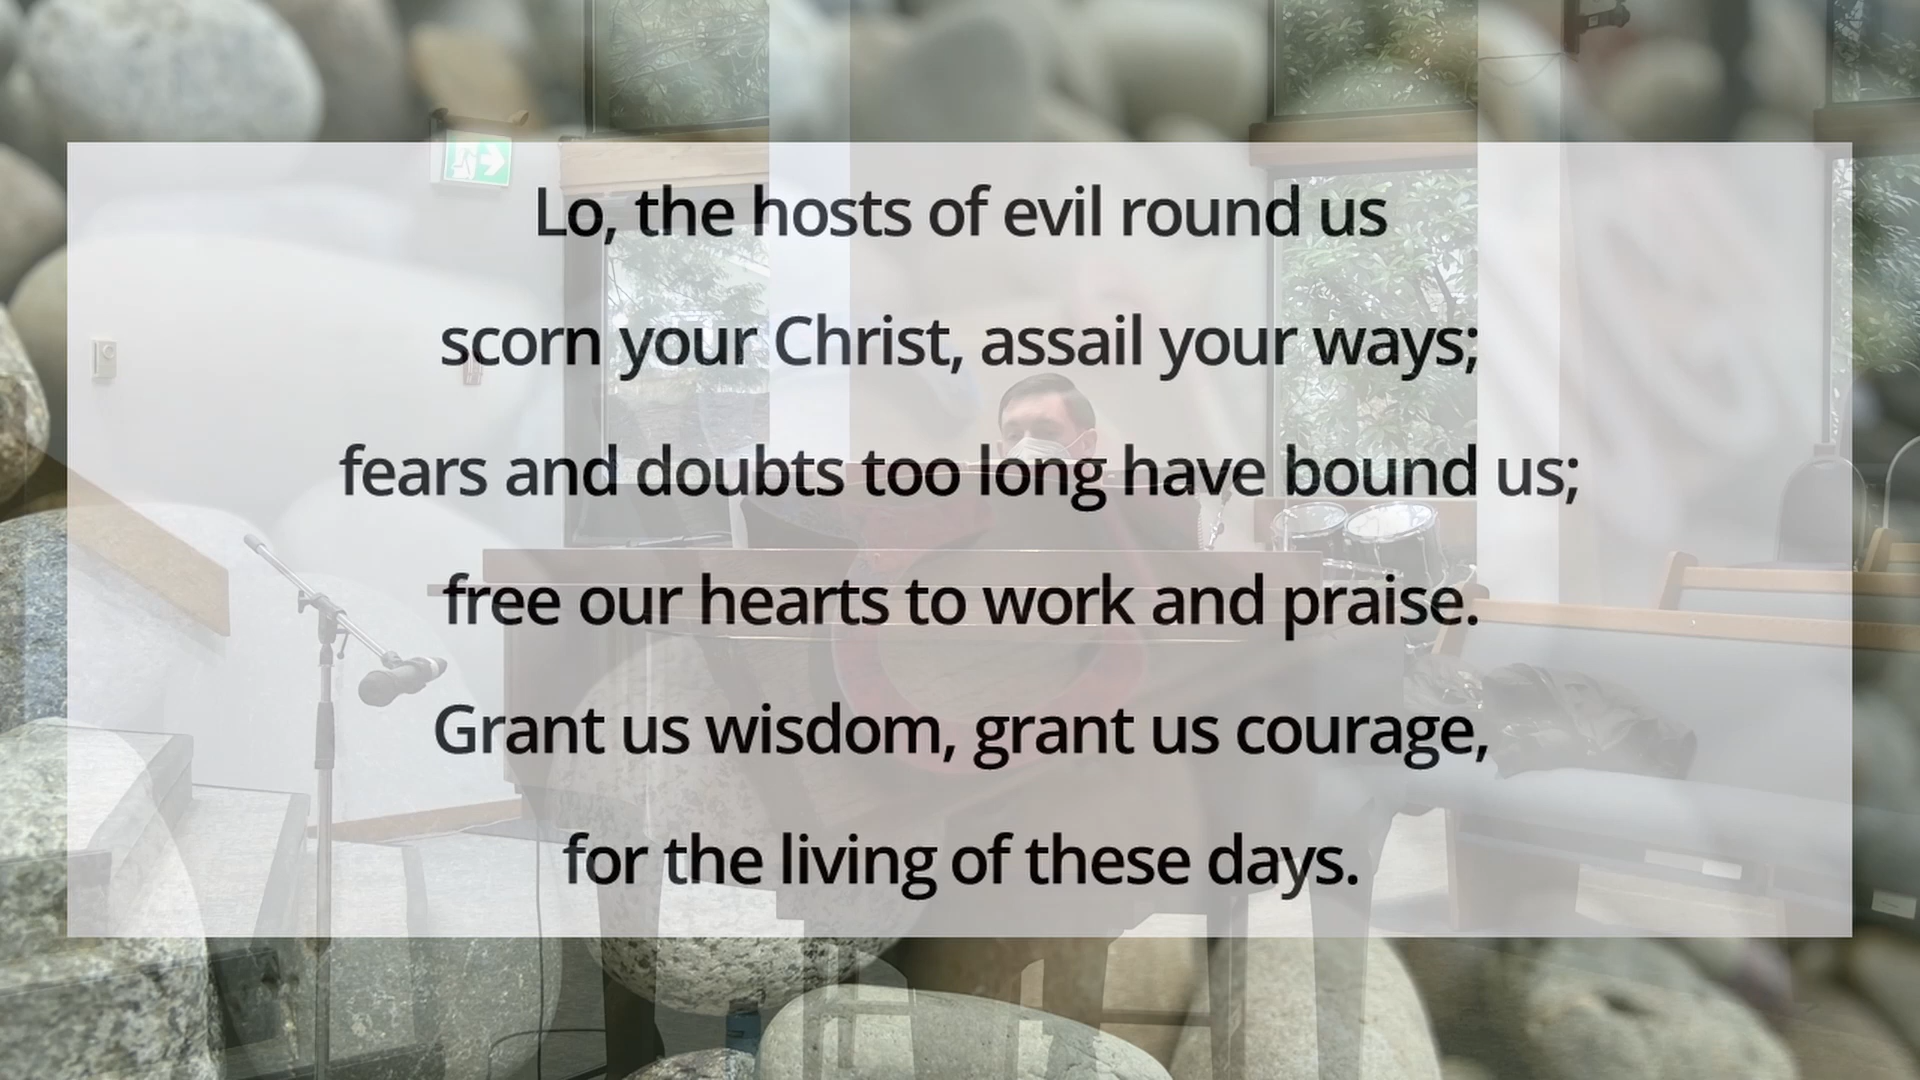 Lo, the hosts of evil round us
scorn your Christ, assail your ways;
fears and doubts too long have bound us;
free our hearts to work and praise.
Grant us wisdom, grant us courage,
for the living of these days.